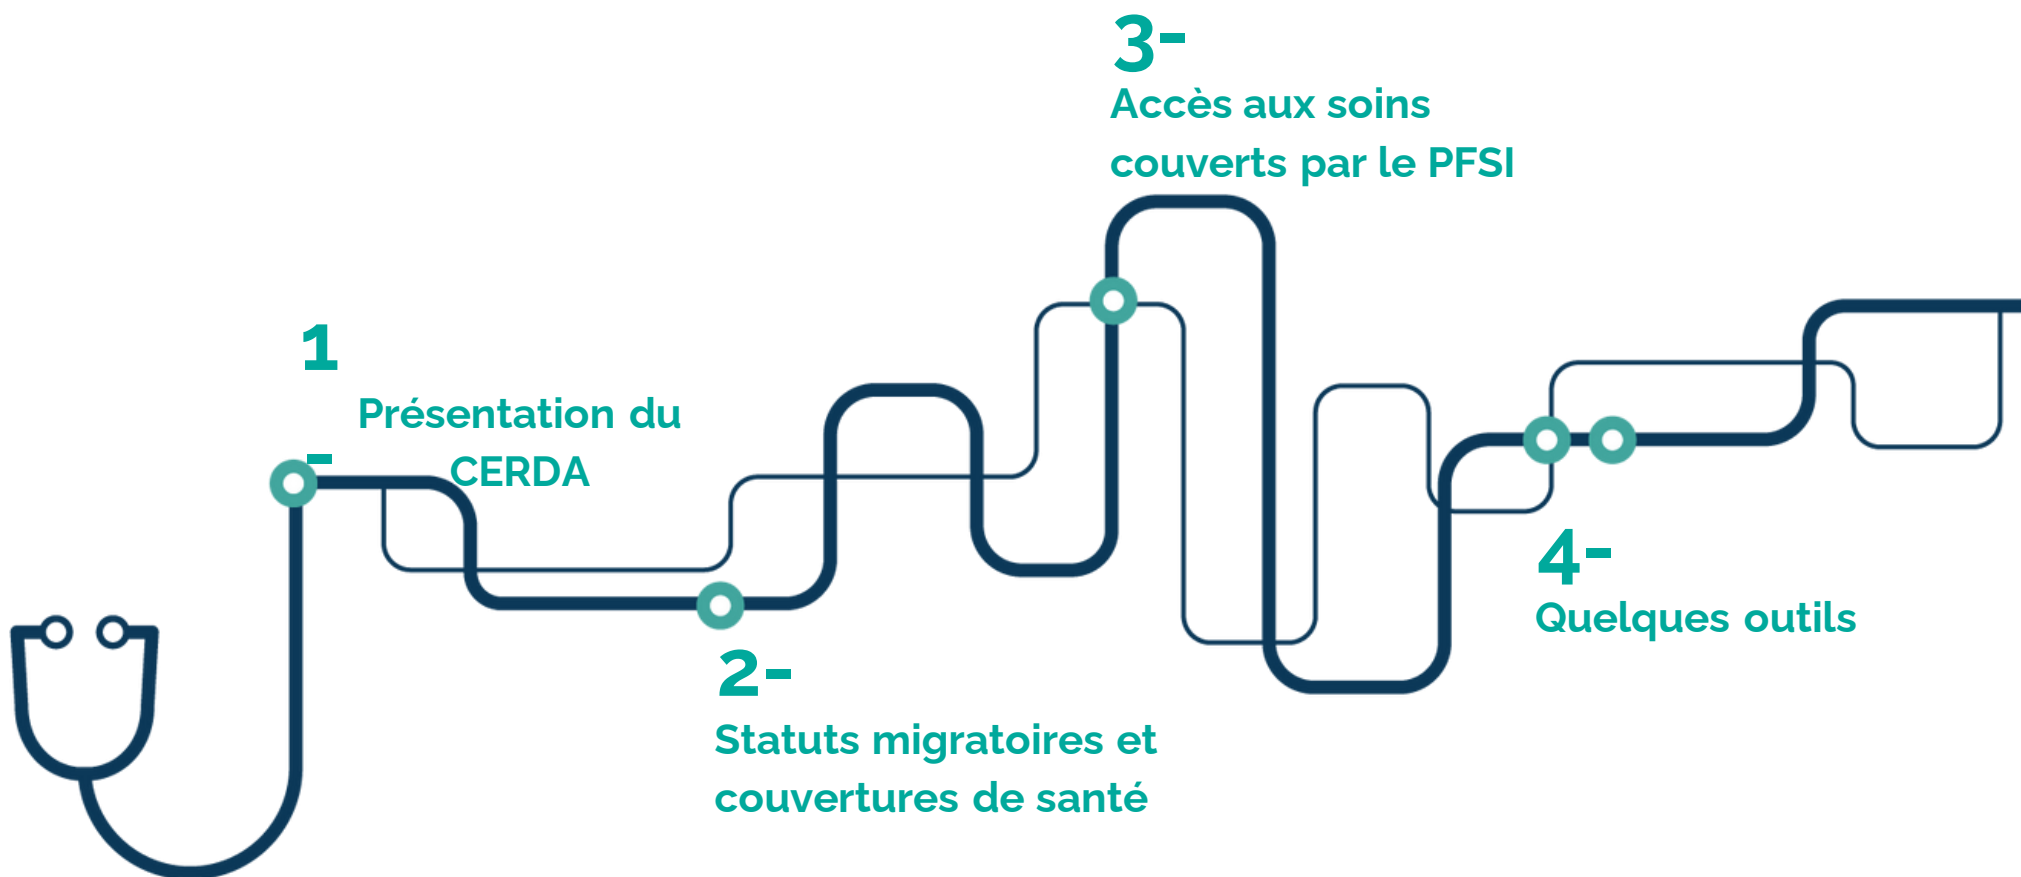 1
-
Présentation du
CERDA
2-
Statuts migratoires et
couvertures de santé
3-
Accès aux soins
couverts par le PFSI
4-
Quelques outils